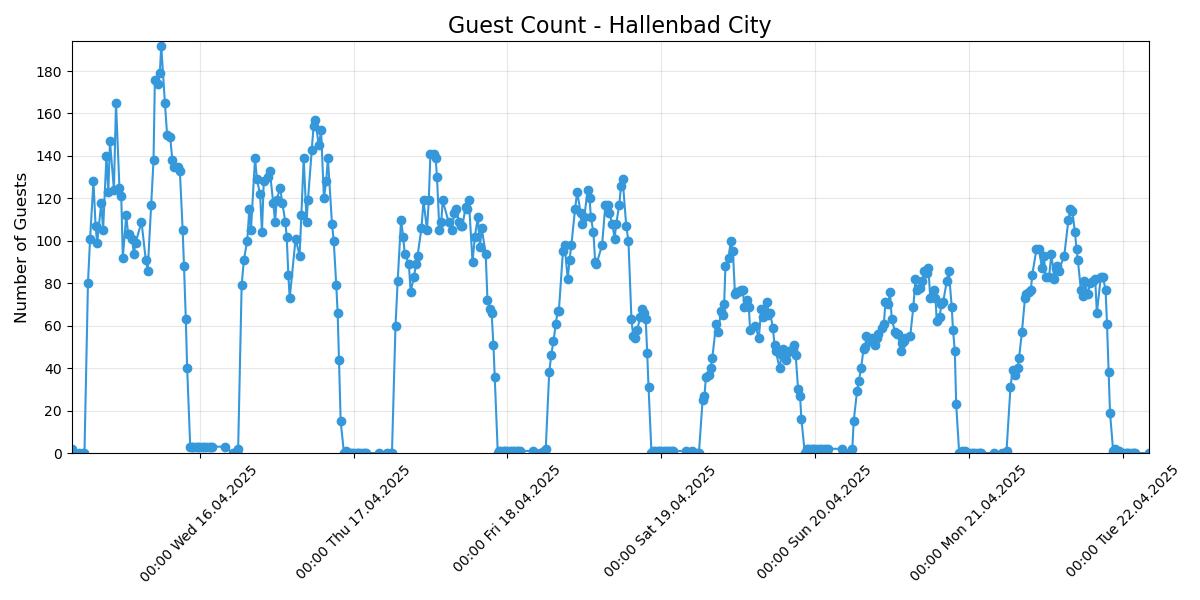 Guest Count - Hallenbad City
Number of Guests
180
160
140
120
100
80
60
40
20
0
00:00 Wed 16.04.2025
00:00 Thu 17.04.2025
00:00 Fri 18.04.2025
00:00 Sat 19.04.2025
00:00 Sun 20.04.2025
00:00 Mon 21.04.2025
00:00 Tue 22.04.2025